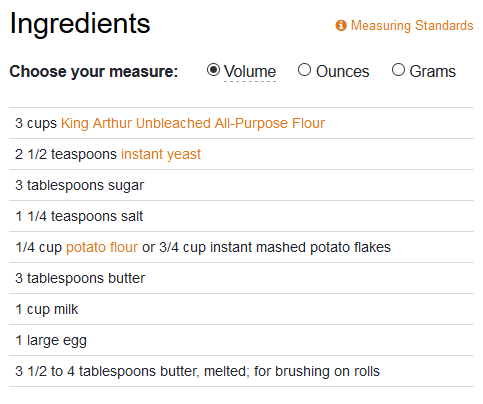 Ingredients
Measuring Standards
Choose your measure: Volume Ounces Grams
3 cups King Arthur Unbleached All-Purpose Flour
2 1/2 teaspoons instant yeast
3 tablespoons sugar
1 1/4 teaspoons salt
1/4 cup potato flour or 3/4 cup instant mashed potato flakes
3 tablespoons butter
1 cup milk
1 large egg
3 1/2 to 4 tablespoons butter, melted; for brushing on rolls